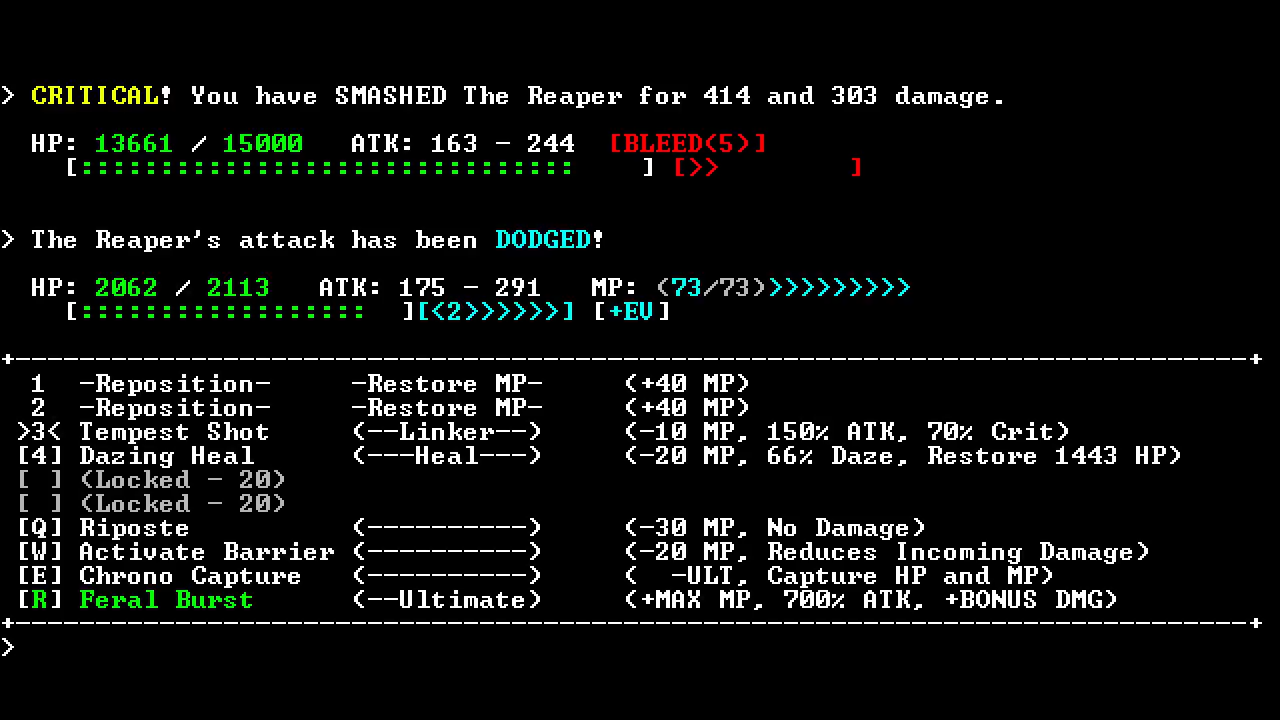 > CRITICAL! You have SMASHED The Reaper for 414 and 303 damage.
HP: 13661 / 15000   ATK: 163 - 244  [BLEED(5)]
[:::::::::::::::::::::::::::::::    ] [>>        ]
> The Reaper's attack has been DODGED!
HP: 2062 / 2113   ATK: 175 - 291   MP: (73/73)>>>>>>>>>
[::::::::::::::::::  ][<2>>>>>>] [+EV]
+-----------------------------------------------------------------------------+
1  -Reposition-     -Restore MP-     (+40 MP)
2  -Reposition-     -Restore MP-     (+40 MP)
>3< Tempest Shot     (--Linker--)     (-10 MP, 150% ATK, 70% Crit)
[4] Dazing Heal      (---Heal---)     (-20 MP, 66% Daze, Restore 1443 HP)
[ ] (Locked - 20)
[ ] (Locked - 20)
[Q] Riposte          (----------)     (-30 MP, No Damage)
[W] Activate Barrier (----------)     (-20 MP, Reduces Incoming Damage)
[E] Chrono Capture   (----------)     (  -ULT, Capture HP and MP)
[R] Feral Burst      (--Ultimate)     (+MAX MP, 700% ATK, +BONUS DMG)
+-----------------------------------------------------------------------------+
>